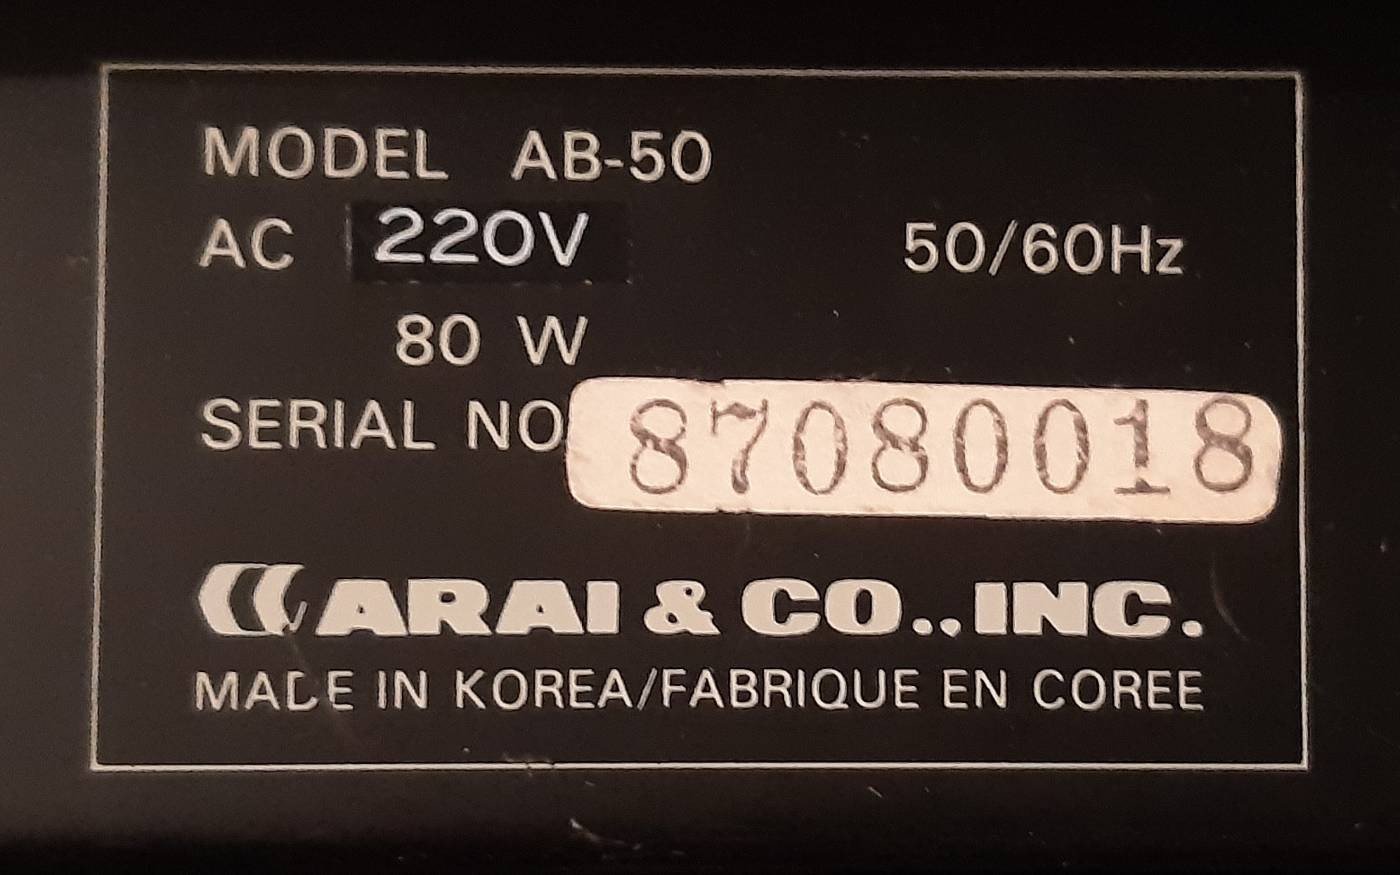 MODEL AB-50
AC 220V 50/60Hz
80 W
SERIAL NO 87080018
ARAI & CO.,INC.
MADE IN KOREA/FABRIQUE EN COREE